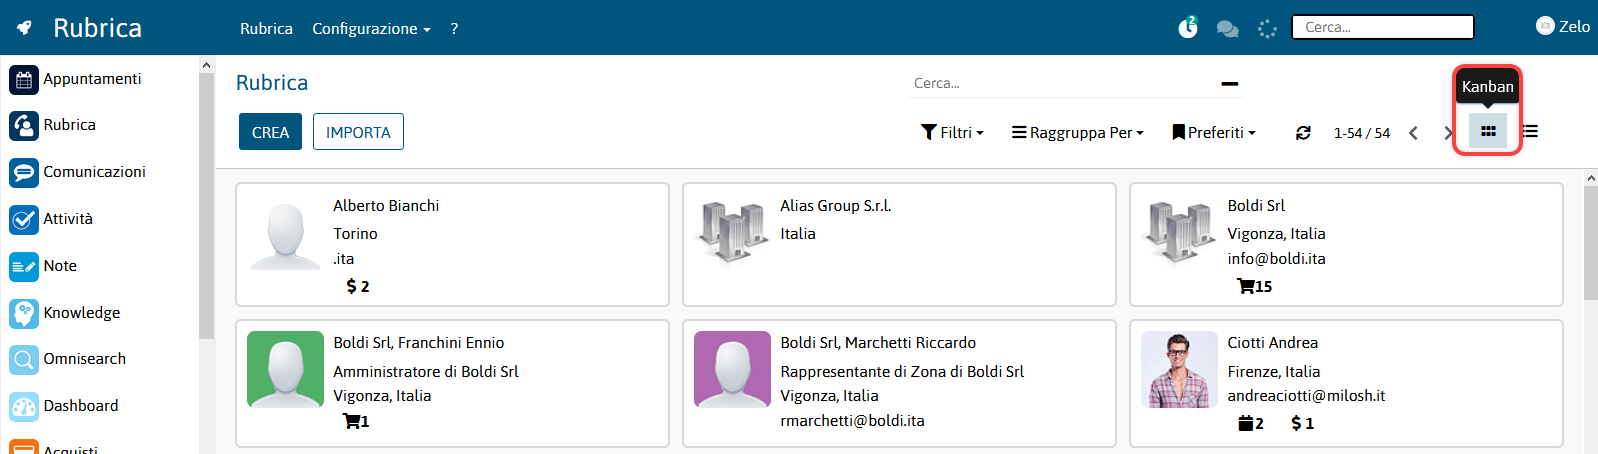 Rubrica
Rubrica Configurazione ?
2
Cerca...
Zelo
Appuntamenti
Rubrica
Comunicazioni
Attività
Note
Knowledge
Omnisearch
Dashboard
Acquisti
Rubrica
Cerca...
Kanban
CREA IMPORTA
Filtri Raggruppa Per Preferiti 1-54 / 54
Alberto Bianchi
Torino
.ita
$ 2
Alias Group S.r.l.
Italia
Boldi Srl
Vigonza, Italia
info@boldi.ita
15
Boldi Srl, Franchini Ennio
Amministratore di Boldi Srl
Vigonza, Italia
1
Boldi Srl, Marchetti Riccardo
Rappresentante di Zona di Boldi Srl
Vigonza, Italia
rmarchetti@boldi.ita
Ciotti Andrea
Firenze, Italia
andreaciotti@milosh.it
2 $ 1